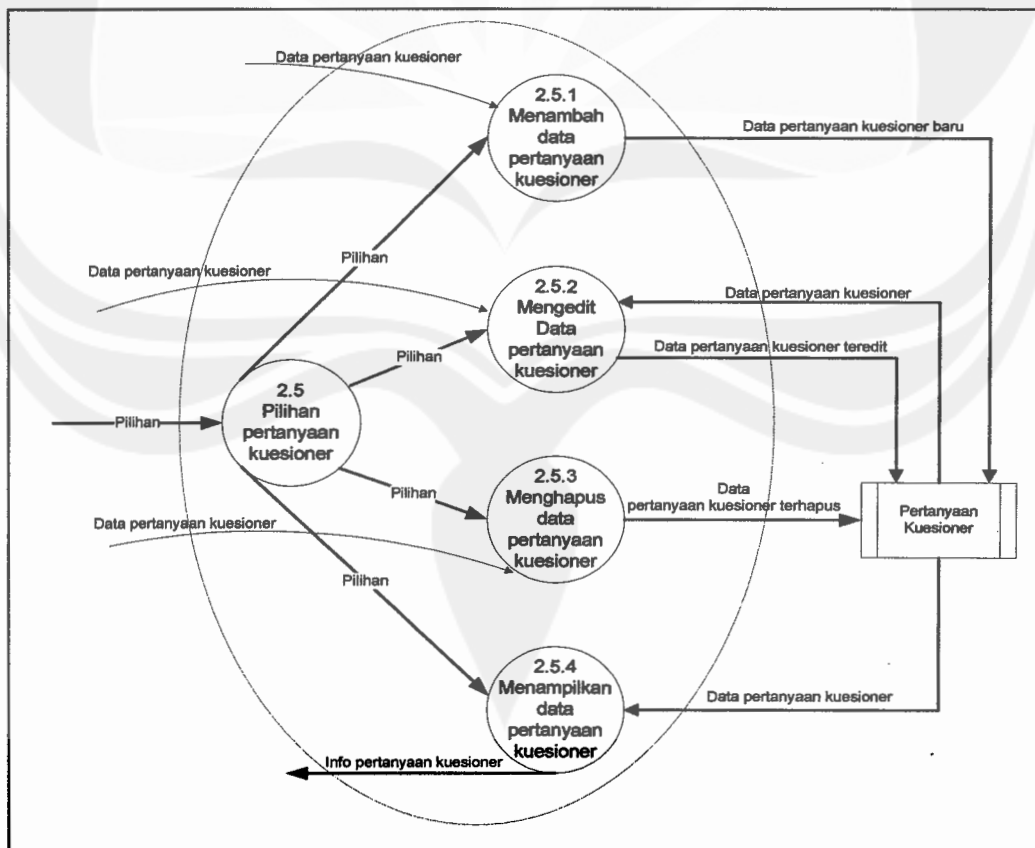 Data pertanyaan kuesioner
2.5.1
Menambah
data
pertanyaan
kuesioner
Data pertanyaan kuesioner baru
Pilihan
Data pertanyaan kuesioner
2.5.2
Mengedit
Data
pertanyaan
kuesioner
Data pertanyaan kuesioner
Data pertanyaan kuesioner teredit
Pilihan
Pilihan
2.5
Pilihan
pertanyaan
kuesioner
Pilihan
Data pertanyaan kuesioner
2.5.3
Menghapus
data
pertanyaan
kuesioner
Data
pertanyaan kuesioner terhapus
Pertanyaan
Kuesioner
Pilihan
2.5.4
Menampilkan
data
pertanyaan
kuesioner
Data pertanyaan kuesioner
Info pertanyaan kuesioner